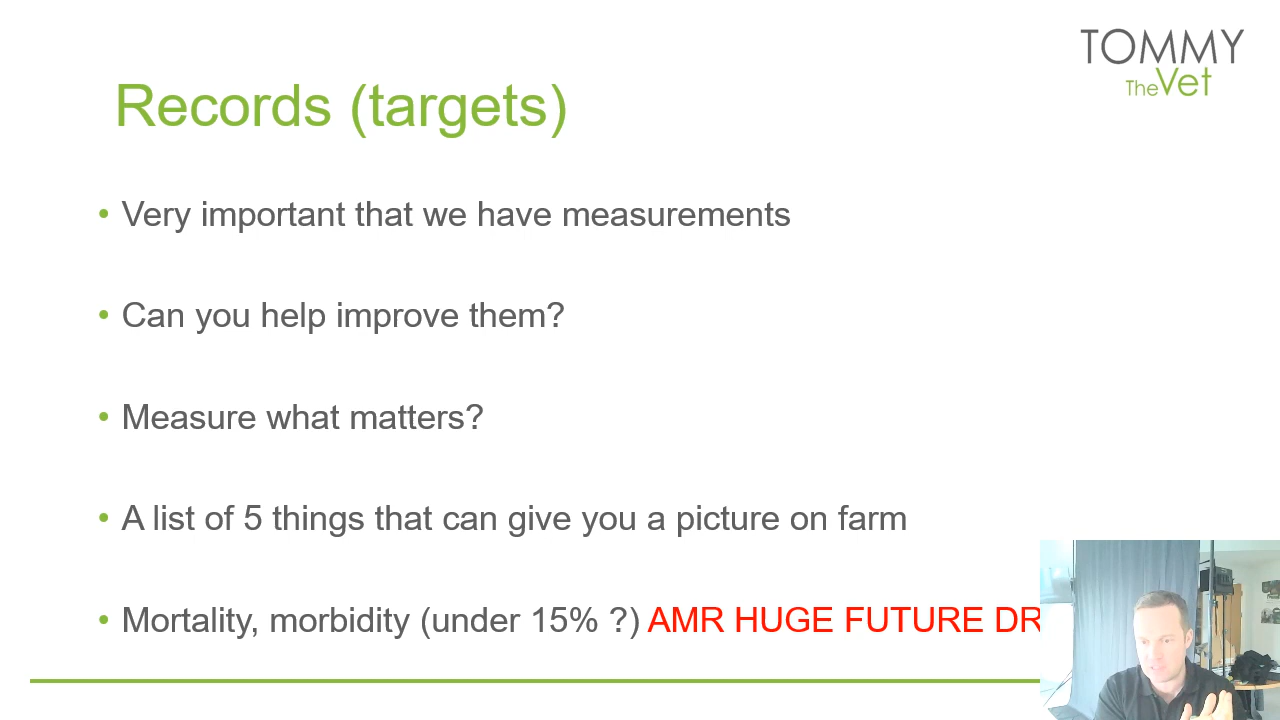 TOMMY
TheVet
Records (targets)
• Very important that we have measurements
• Can you help improve them?
• Measure what matters?
• A list of 5 things that can give you a picture on farm
• Mortality, morbidity (under 15% ?) AMR HUGE FUTURE